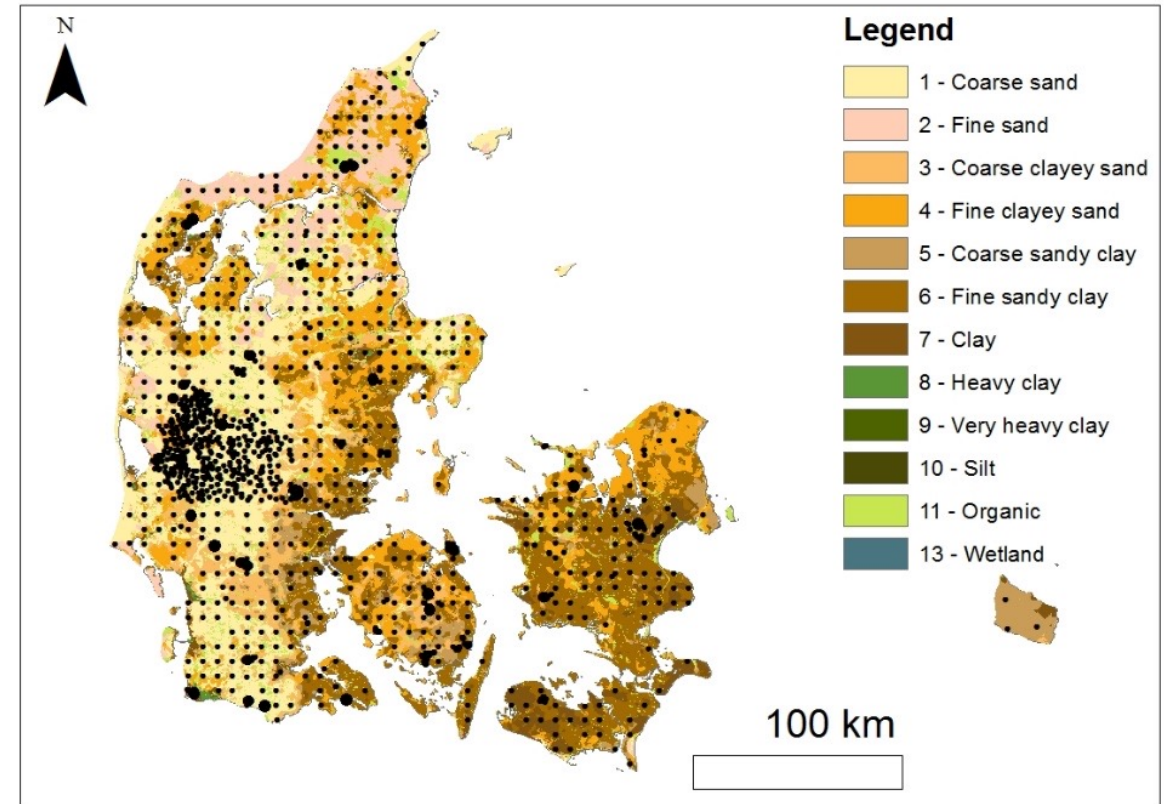 N
Legend
1 - Coarse sand
2 - Fine sand
3 - Coarse clayey sand
4 - Fine clayey sand
5 - Coarse sandy clay
6 - Fine sandy clay
7 - Clay
8 - Heavy clay
9 - Very heavy clay
10 - Silt
11 - Organic
13 - Wetland
100 km